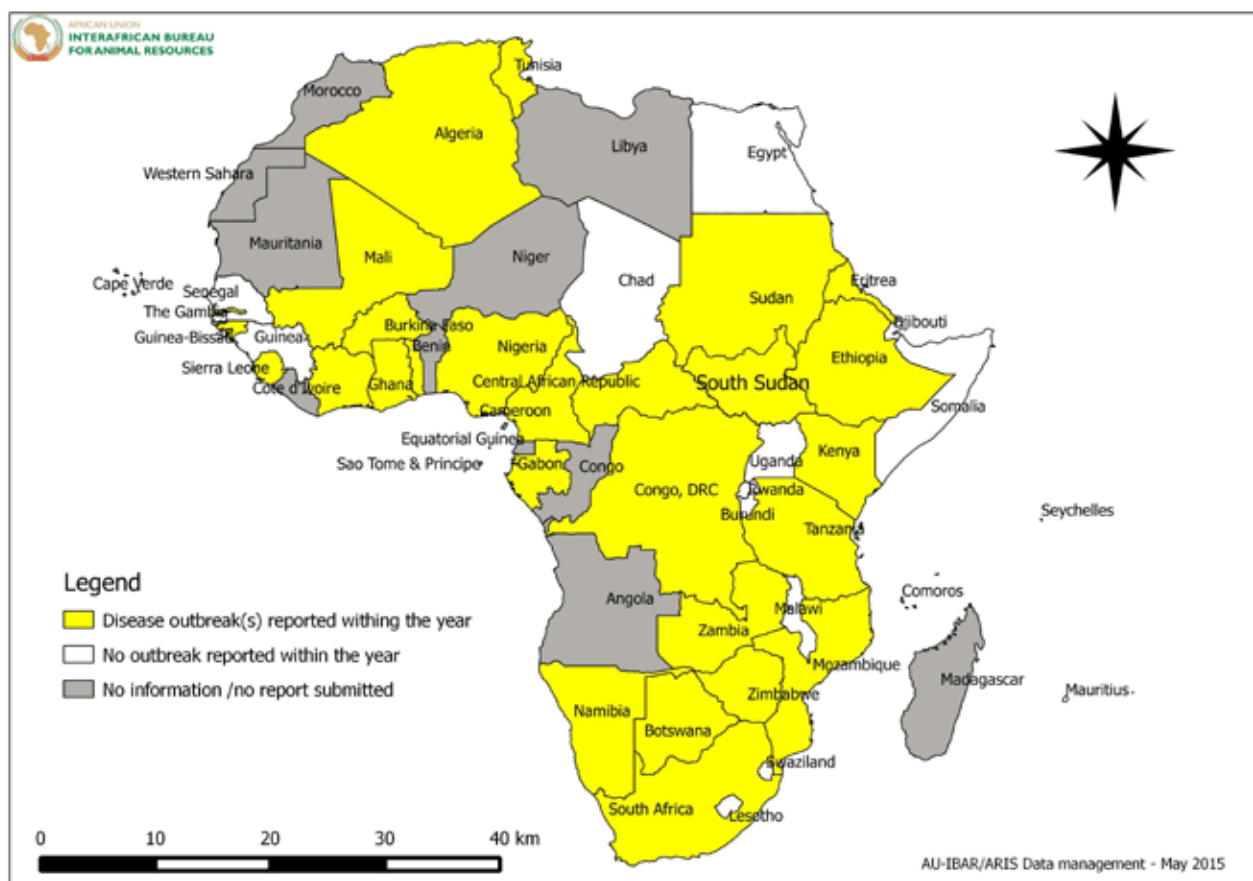 AFRICAN UNION
INTERAFRICAN BUREAU
FOR ANIMAL RESOURCES
Tunisia
Morocco
Algeria
Libya
Egypt
Western Sahara
Mauritania
Mali
Niger
Chad
Sudan
Eritrea
Cape Verde
Senegal
The Gambia
Guinea-Bissau
Guinea
Burkina Faso
Benin
Nigeria
Djibouti
Ethiopia
Sierra Leone
Cote d'Ivoire
Ghana
Central African Republic
South Sudan
Somalia
Cameroon
Equatorial Guinea
Sao Tome & Principe
Gabon
Congo
Congo, DRC
Uganda
Kenya
Rwanda
Burundi
Tanzania
Seychelles
Angola
Zambia
Malawi
Comoros
Mozambique
Madagascar
Mauritius
Namibia
Botswana
Zimbabwe
Swaziland
South Africa
Lesotho
Legend
Disease outbreak(s) reported withing the year
No outbreak reported within the year
No information /no report submitted
0 10 20 30 40 km
AU-IBAR/ARIS Data management - May 2015